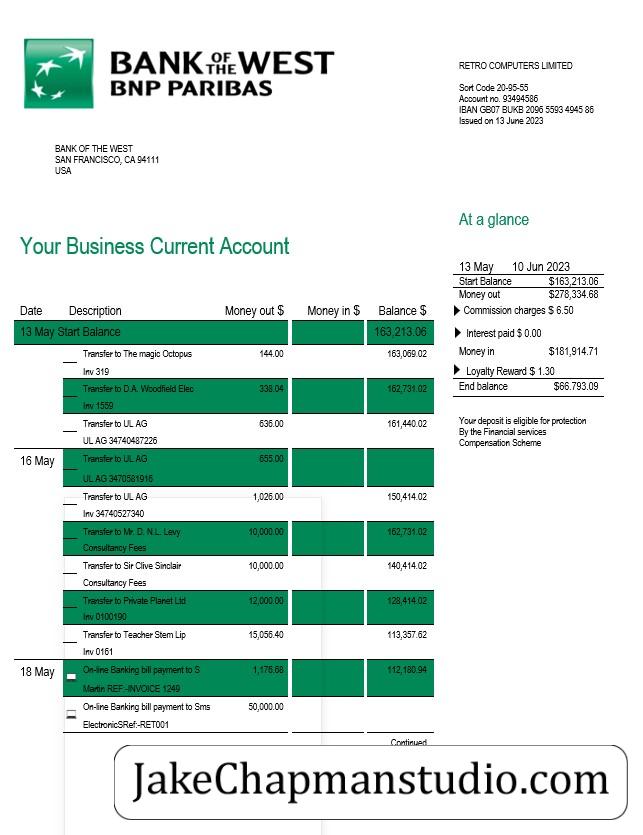 BANK OF THE WEST
BNP PARIBAS
RETRO COMPUTERS LIMITED
Sort Code 20-95-55
Account no. 93494586
IBAN GB07 BUKB 2096 5593 4945 86
Issued on 13 June 2023
BANK OF THE WEST
SAN FRANCISCO, CA 94111
USA
At a glance
Your Business Current Account
13 May 10 Jun 2023
Start Balance $163,213.06
Money out $278,334.68
Commission charges $ 6.50
Interest paid $ 0.00
Money in $181,914.71
Loyalty Reward $ 1.30
End balance $66.793.09
Your deposit is eligible for protection
By the Financial services
Compensation Scheme
Date Description Money out $ Money in $ Balance $
13 May Start Balance 163,213.06
Transfer to The magic Octopus 144.00 163,069.02
Inv 319
Transfer to D.A. Woodfield Elec 338.04 162,731.02
Inv 1559
Transfer to UL AG 636.00 161,440.02
UL AG 34740487226
16 May Transfer to UL AG 655.00
UL AG 3470581916
Transfer to UL AG 1,026.00 150,414.02
Inv 34740527340
Transfer to Mr. D. N.L. Levy 10,000.00 162,731.02
Consultancy Fees
Transfer to Sir Clive Sinclair 10,000.00 140,414.02
Consultancy Fees
Transfer to Private Planet Ltd 12,000.00 128,414.02
Inv 0100190
Transfer to Teacher Stem Lip 15,056.40 113,357.62
Inv 0161
18 May On-line Banking bill payment to S 1,176.68 112,180.94
Martin REF:-INVOICE 1249
On-line Banking bill payment to Sms 50,000.00
ElectronicSRef:-RET001
Continued
JakeChapmanstudio.com